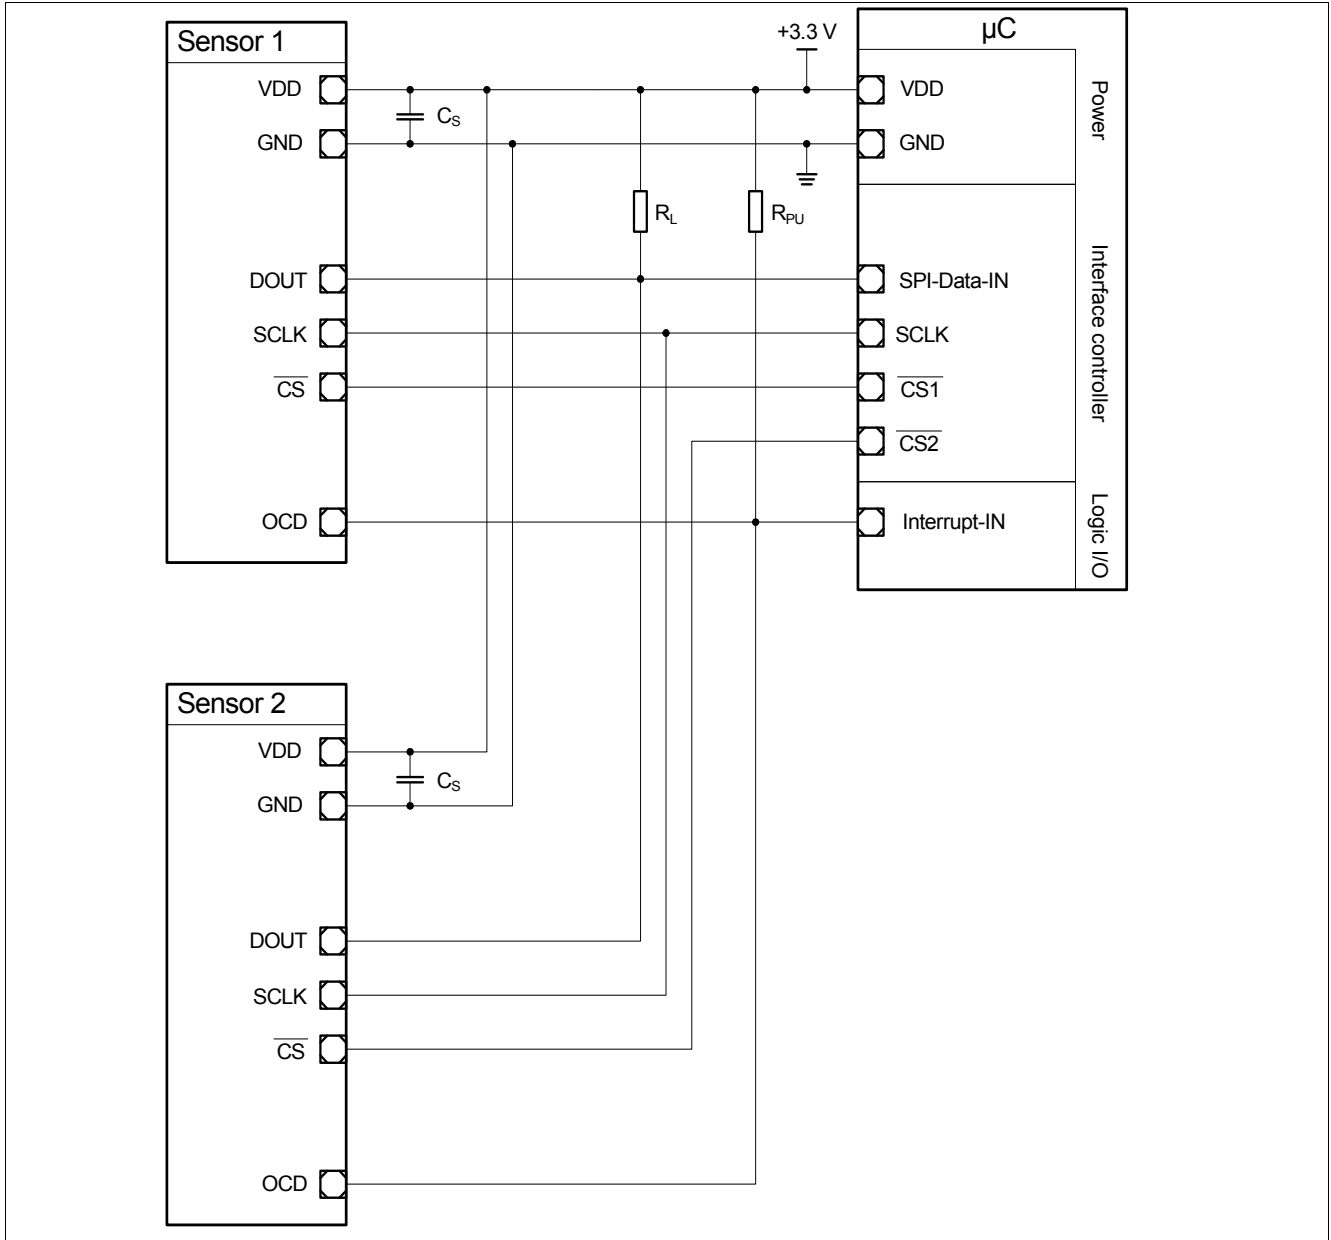 Sensor 1
VDD
GND
DOUT
SCLK
CS
OCD
CS
RL
RPU
+3.3 V
µC
VDD
GND
SPI-Data-IN
SCLK
CS1
CS2
Interrupt-IN
Power
Interface controller
Logic I/O
Sensor 2
VDD
GND
DOUT
SCLK
CS
OCD
CS